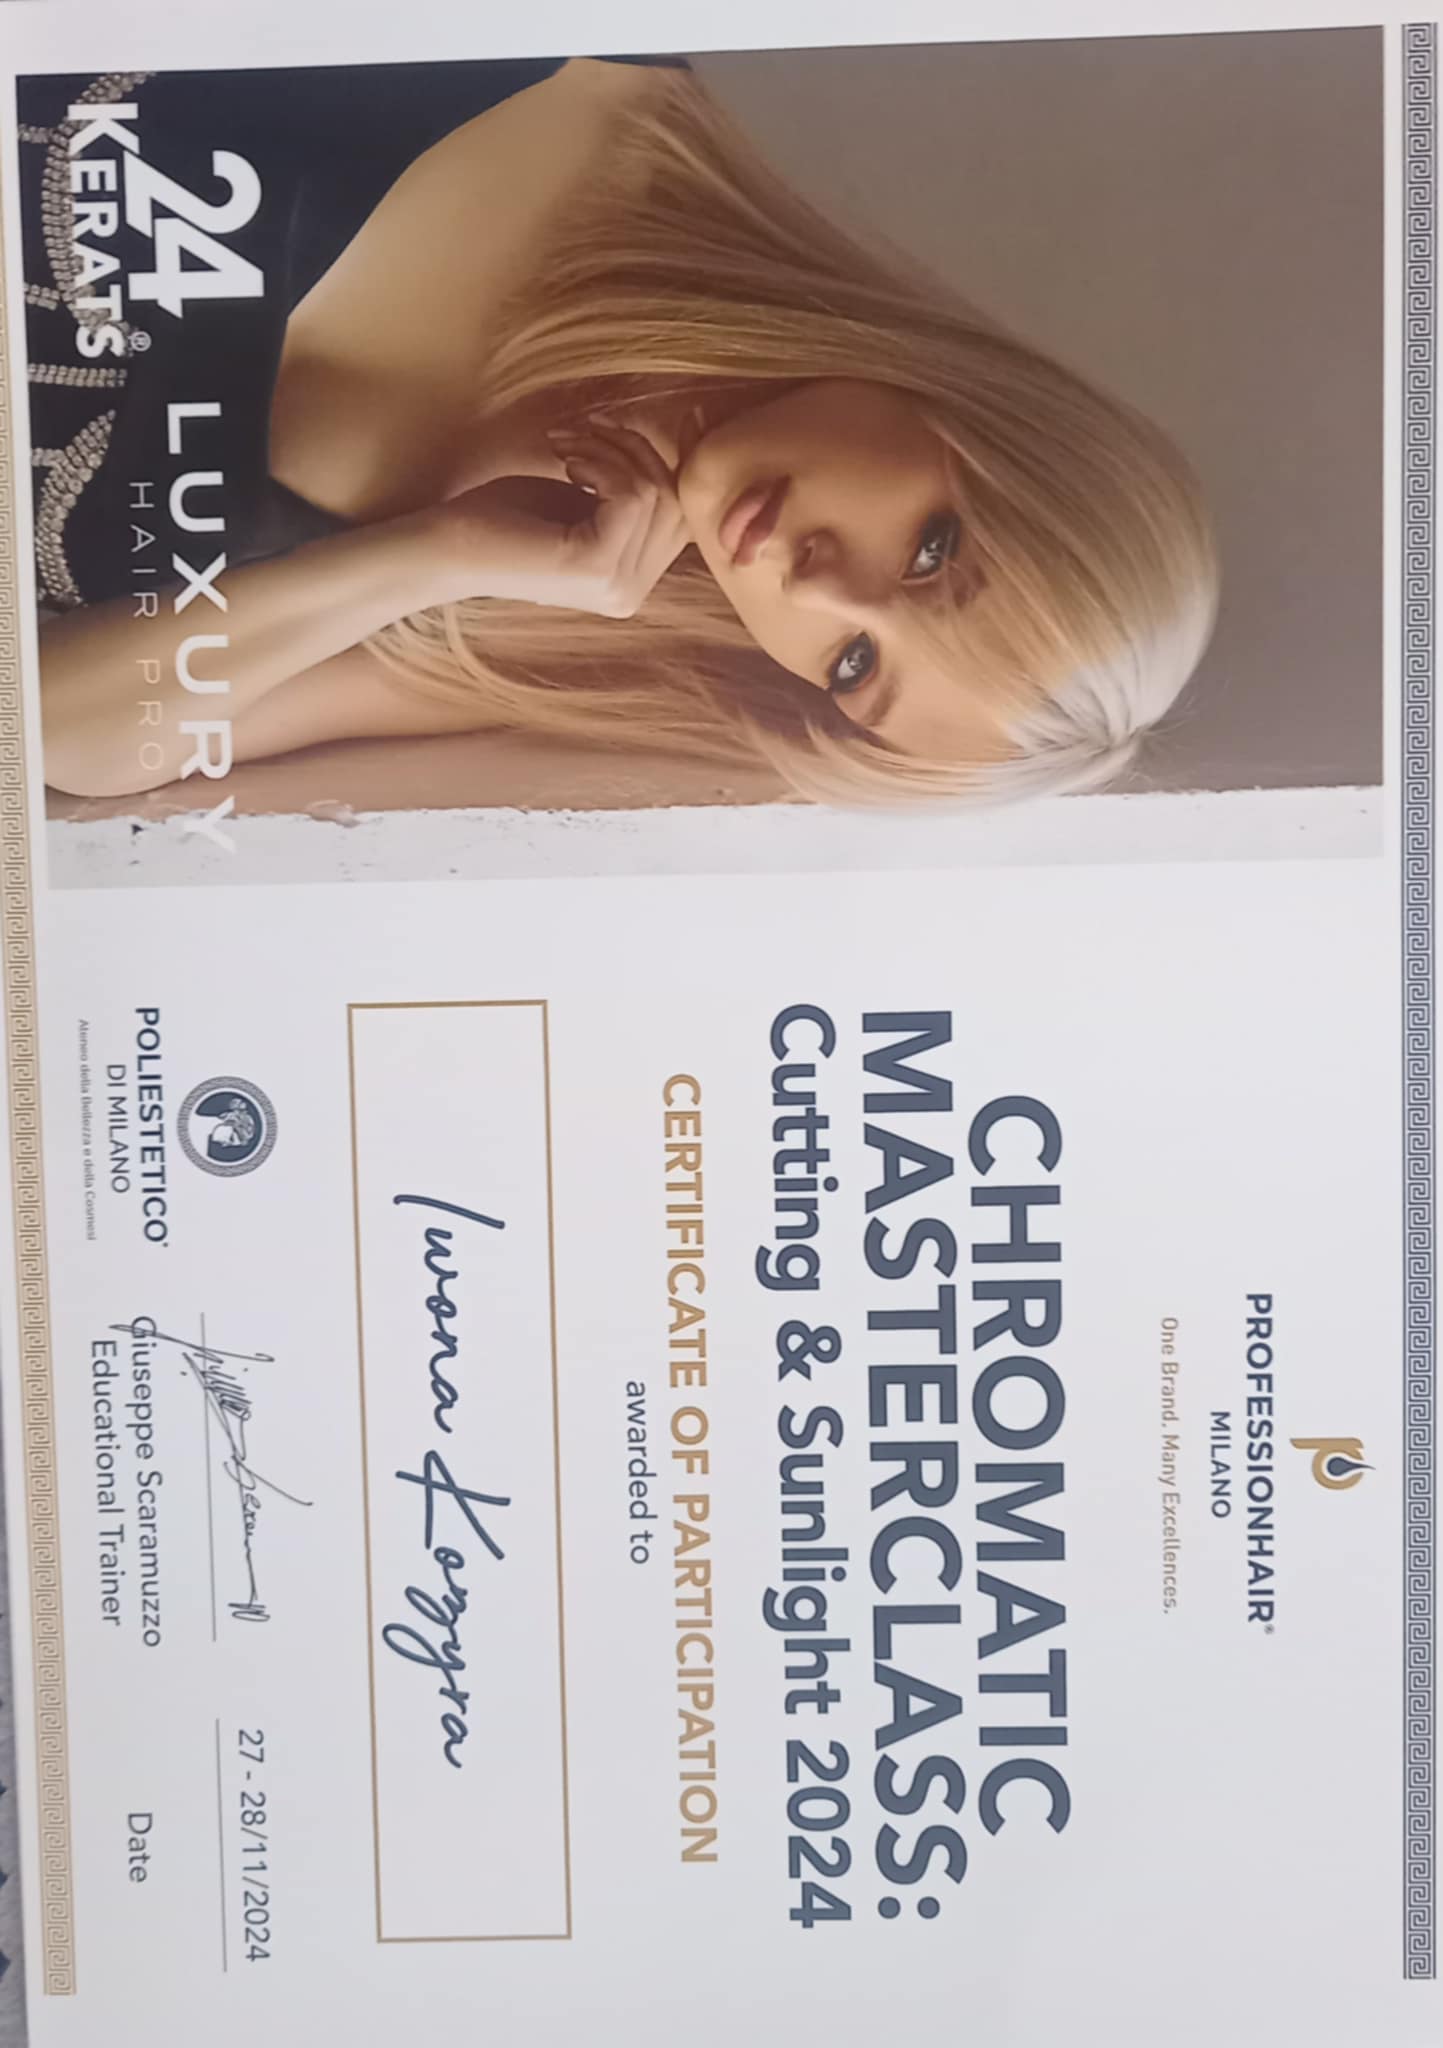 PROFESSIONHAIR®
MILANO
One Brand, Many Excellences.
CHROMATIC
MASTERCLASS:
Cutting & Sunlight 2024
CERTIFICATE OF PARTICIPATION
awarded to
Iwona Kozyra
24
KERATS®
LUXURY
HAIR PRO
POLIESTETICO®
DI MILANO
Ateneo della Bellezza e della Cosmesi
Giuseppe Scaramuzzo
Educational Trainer
27 - 28/11/2024
Date